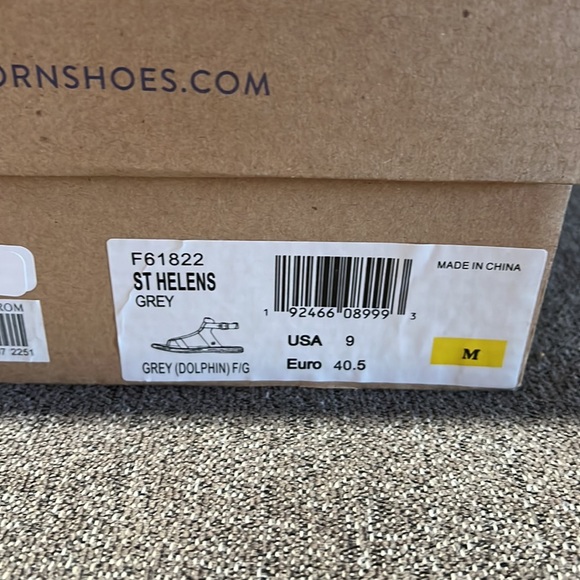 ORNSHOES.COM
F61822
ST HELENS
GREY
GREY (DOLPHIN) F/G
1 92466 08999 3
USA 9
Euro 40.5
MADE IN CHINA
M
ROM
7 2251